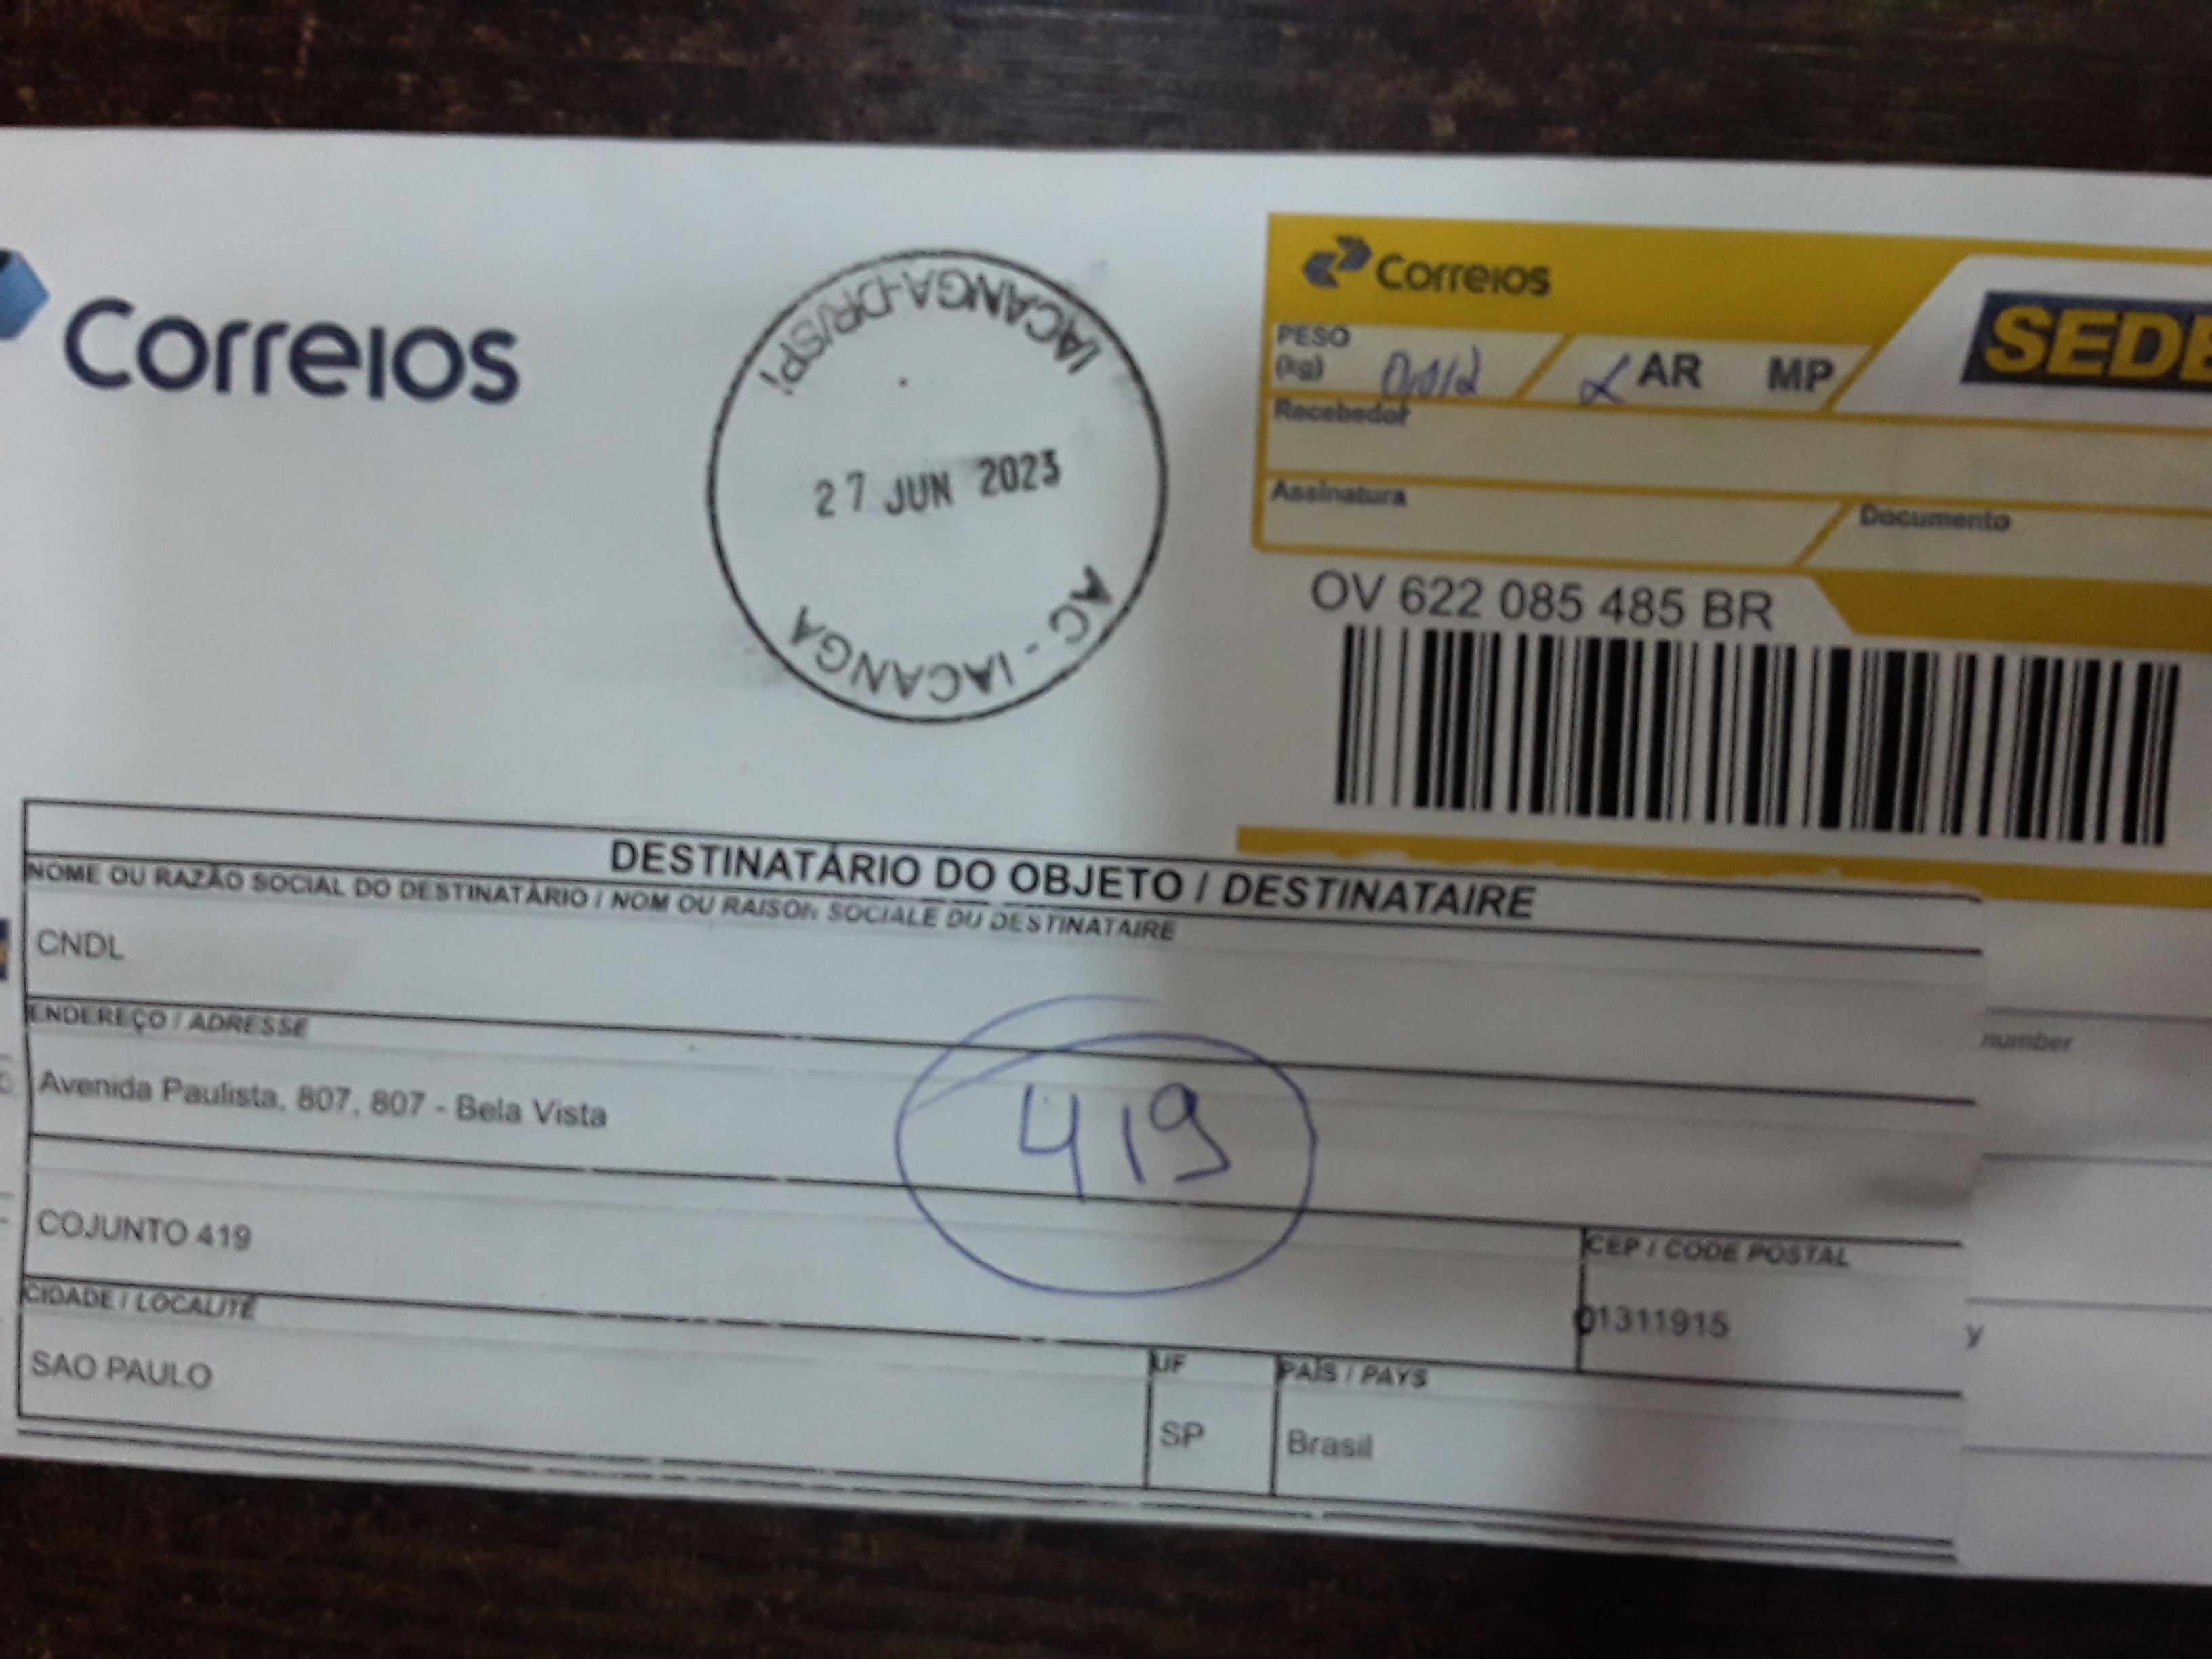 Correios
IACANGA-DR/SPI
27 JUN 2023
AC - IACANGA
Correios
SEDE
PESO
(kg)
AR MP
Recebedor
Assinatura
Documento
OV 622 085 485 BR
DESTINATÁRIO DO OBJETO / DESTINATAIRE
NOME OU RAZÃO SOCIAL DO DESTINATÁRIO / NOM OU RAISON SOCIALE DU DESTINATAIRE
CNDL
ENDEREÇO / ADRESSE
Avenida Paulista, 807, 807 - Bela Vista
number
419
COJUNTO 419
CEP / CODE POSTAL
01311915
CIDADE / LOCALITÉ
UF
PAÍS / PAYS
SAO PAULO
SP
Brasil
y